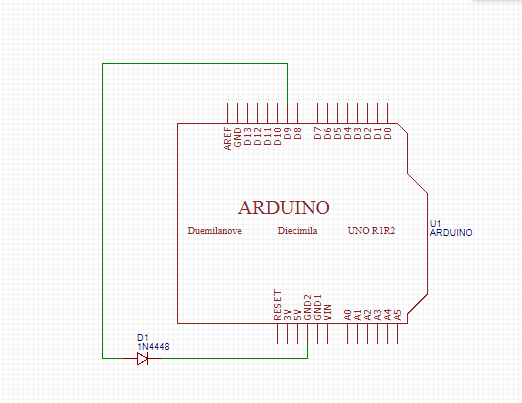 AREF
GND
D13
D12
D11
D10
D9
D8
D7
D6
D5
D4
D3
D2
D1
D0
ARDUINO
Duemilanove Diecimila UNO R1R2
U1
ARDUINO
RESET
3V
5V
GND2
GND1
VIN
A0
A1
A2
A3
A4
A5
D1
1N4448